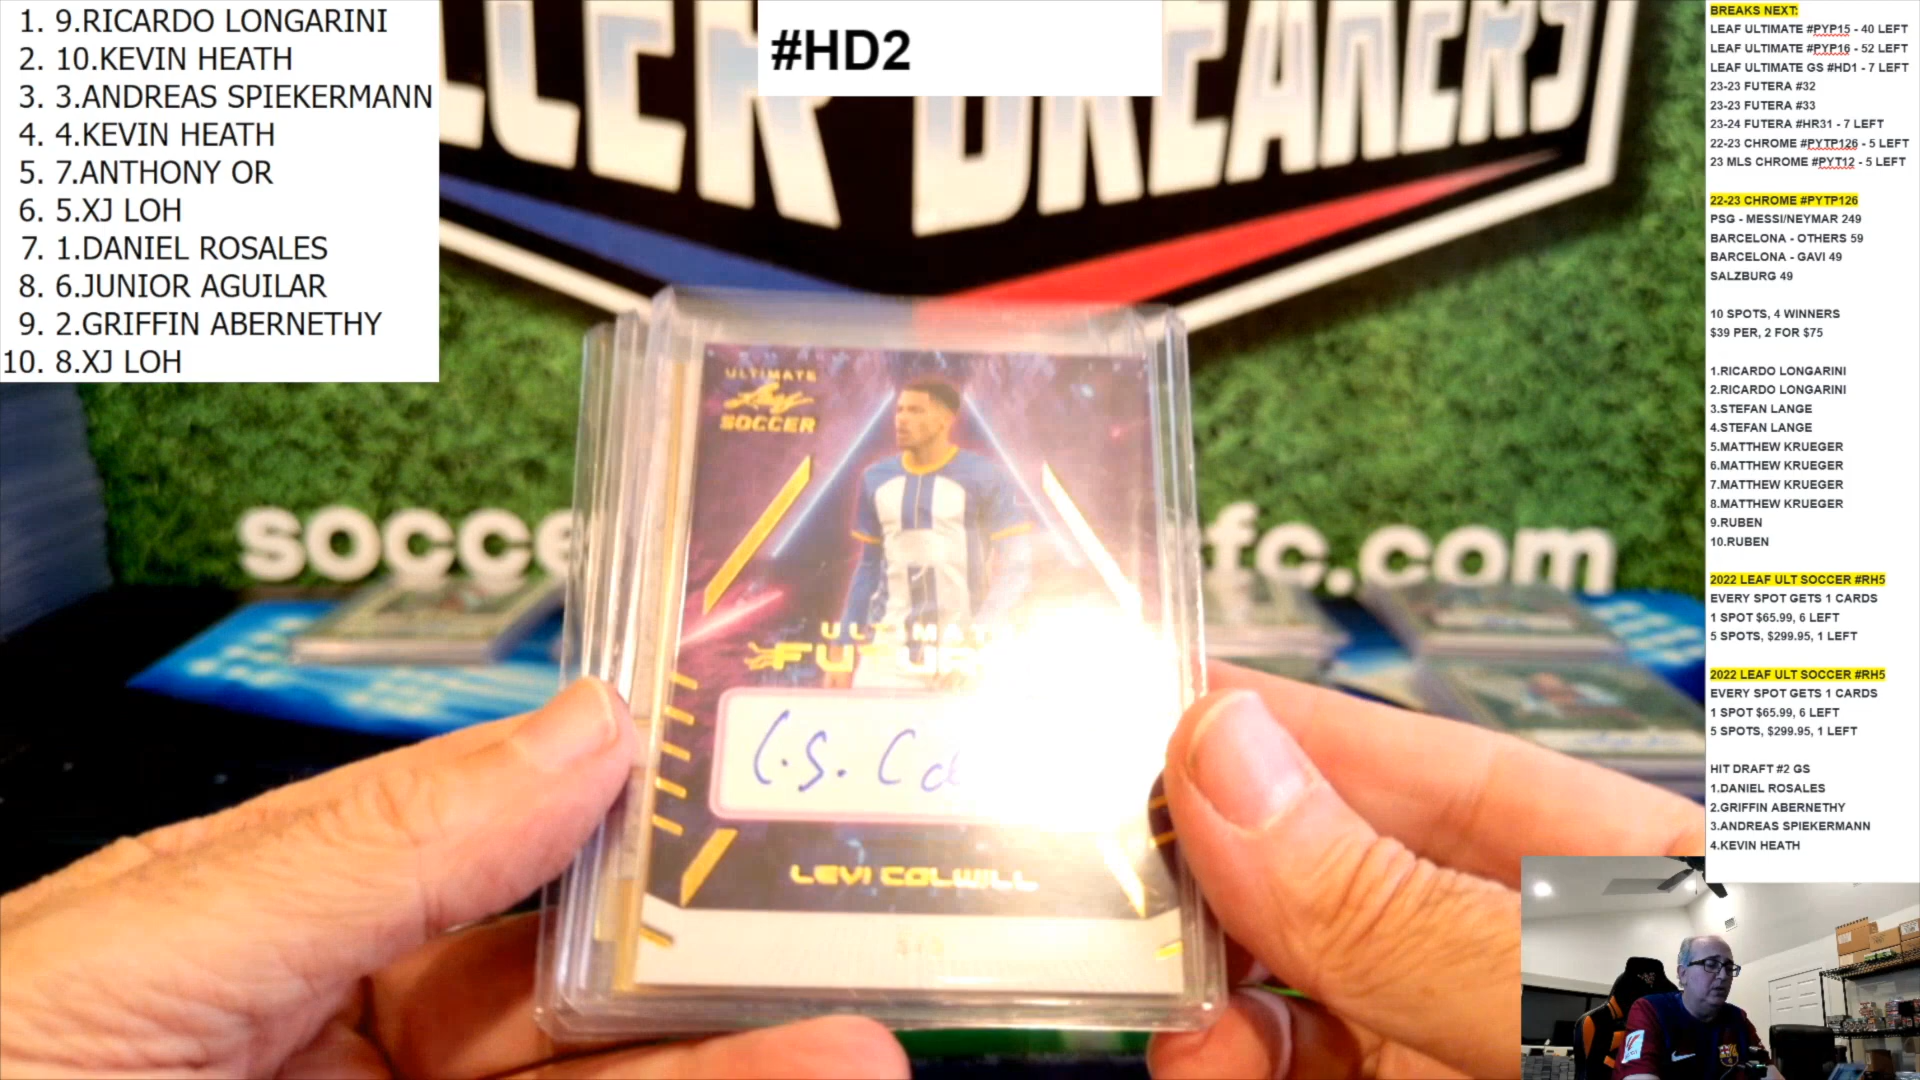 1. 9.RICARDO LONGARINI
2. 10.KEVIN HEATH
3. 3.ANDREAS SPIEKERMANN
4. 4.KEVIN HEATH
5. 7.ANTHONY OR
6. 5.XJ LOH
7. 1.DANIEL ROSALES
8. 6.JUNIOR AGUILAR
9. 2.GRIFFIN ABERNETHY
10. 8.XJ LOH
#HD2
BREAKERS
socce
fc.com
ULTIMATE
Leaf
SOCCER
LEVI COLWILL
BREAKS NEXT:
LEAF ULTIMATE #PYP15 - 40 LEFT
LEAF ULTIMATE #PYP16 - 52 LEFT
LEAF ULTIMATE GS #HD1 - 7 LEFT
23-23 FUTERA #32
23-23 FUTERA #33
23-24 FUTERA #HR31 - 7 LEFT
22-23 CHROME #PYTP126 - 5 LEFT
23 MLS CHROME #PYT12 - 5 LEFT
22-23 CHROME #PYTP126
PSG - MESSI/NEYMAR 249
BARCELONA - OTHERS 59
BARCELONA - GAVI 49
SALZBURG 49
10 SPOTS, 4 WINNERS
$39 PER, 2 FOR $75
1.RICARDO LONGARINI
2.RICARDO LONGARINI
3.STEFAN LANGE
4.STEFAN LANGE
5.MATTHEW KRUEGER
6.MATTHEW KRUEGER
7.MATTHEW KRUEGER
8.MATTHEW KRUEGER
9.RUBEN
10.RUBEN
2022 LEAF ULT SOCCER #RH5
EVERY SPOT GETS 1 CARDS
1 SPOT $65.99, 6 LEFT
5 SPOTS, $299.95, 1 LEFT
2022 LEAF ULT SOCCER #RH5
EVERY SPOT GETS 1 CARDS
1 SPOT $65.99, 6 LEFT
5 SPOTS, $299.95, 1 LEFT
HIT DRAFT #2 GS
1.DANIEL ROSALES
2.GRIFFIN ABERNETHY
3.ANDREAS SPIEKERMANN
4.KEVIN HEATH